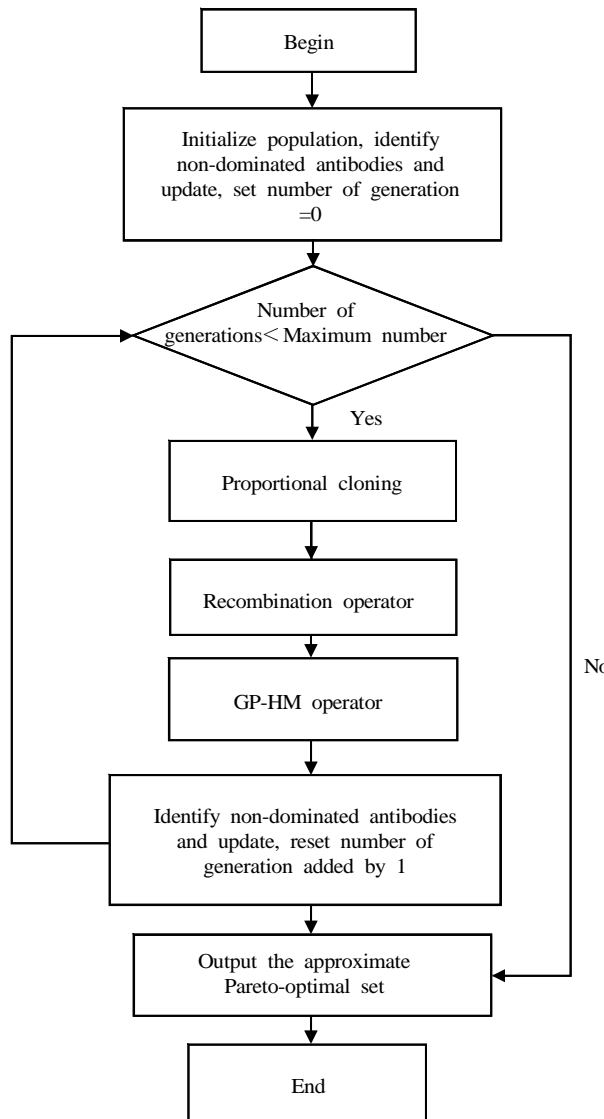 Begin
Initialize population, identify
non-dominated antibodies and
update, set number of generation
=0
Number of
generations＜Maximum number
Yes
Proportional cloning
Recombination operator
No
GP-HM operator
Identify non-dominated antibodies
and update, reset number of
generation added by 1
Output the approximate
Pareto-optimal set
End